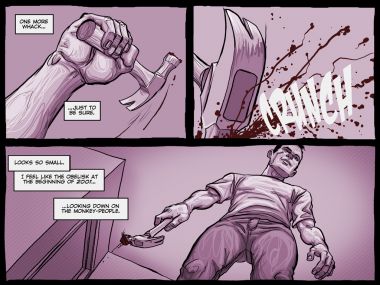 ONE MORE
WHACK...
...JUST TO
BE SURE.
CRUNCH
LOOKS SO SMALL.
I FEEL LIKE THE OBELISK AT
THE BEGINNING OF 2001...
...LOOKING DOWN ON
THE MONKEY-PEOPLE.